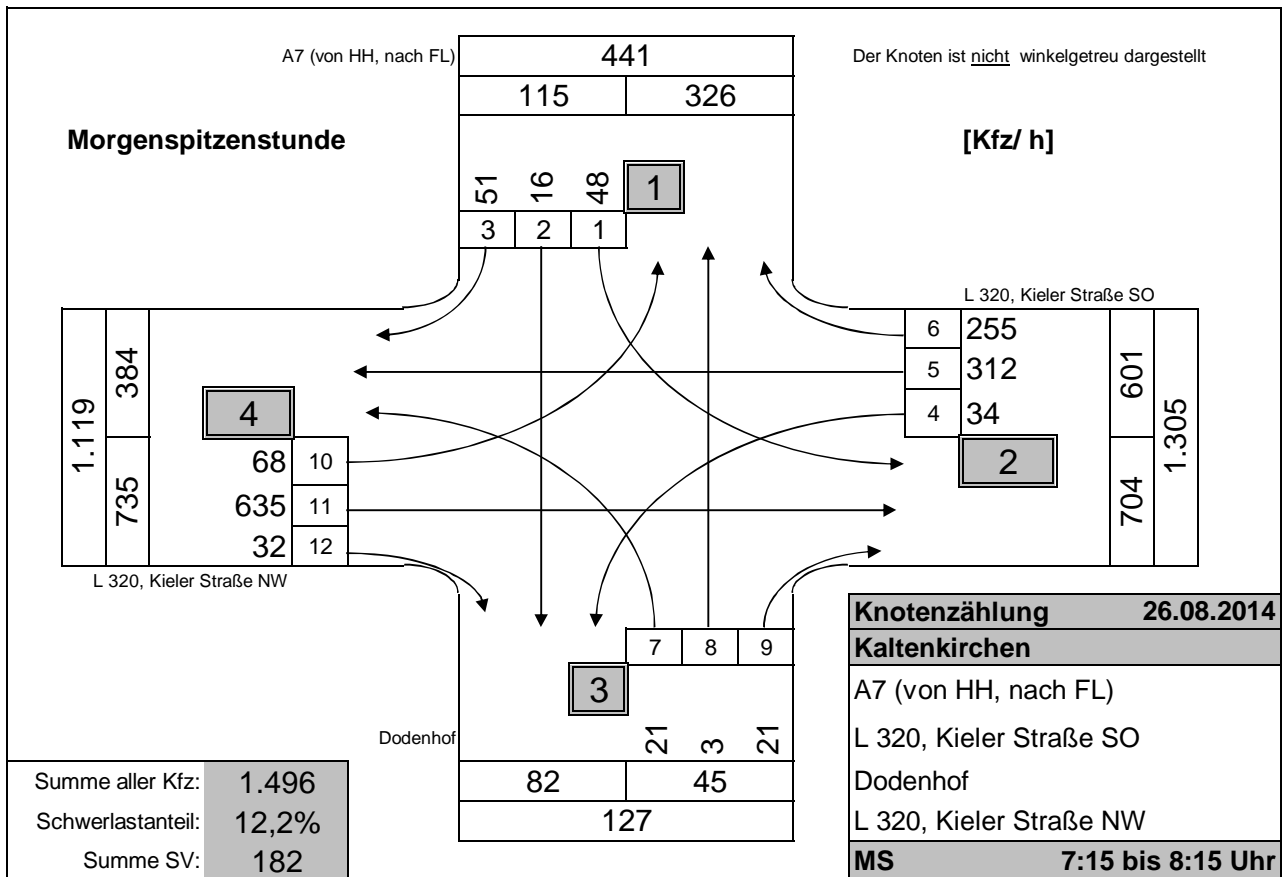 A7 (von HH, nach FL)
441
Der Knoten ist nicht winkelgetreu dargestellt
115 326
Morgenspitzenstunde
[Kfz/ h]
51 16 48
1
3 2 1
L 320, Kieler Straße SO
6 255
5 312
4 34
601
704
1.305
2
1.119
384
735
4
68 10
635 11
32 12
L 320, Kieler Straße NW
7 8 9
3
21 3 21
Dodenhof
82 45
127
Summe aller Kfz: 1.496
Schwerlastanteil: 12,2%
Summe SV: 182
Knotenzählung 26.08.2014
Kaltenkirchen
A7 (von HH, nach FL)
L 320, Kieler Straße SO
Dodenhof
L 320, Kieler Straße NW
MS 7:15 bis 8:15 Uhr